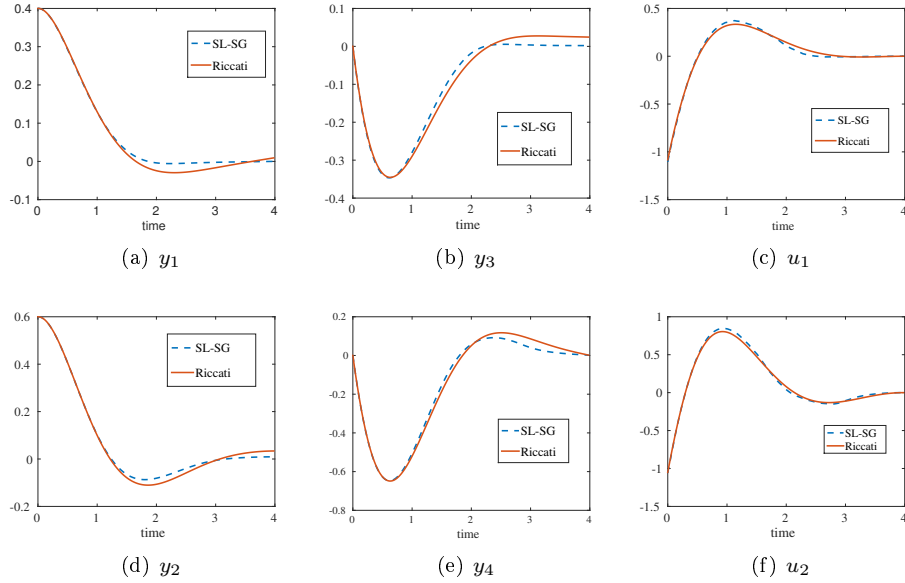 0.4
0.3
0.2
0.1
0
-0.1
0
1
2
3
4
time
SL-SG
Riccati
(a) y1
0.1
0
-0.1
-0.2
-0.3
-0.4
0
1
2
3
4
time
SL-SG
Riccati
(b) y3
1
0.5
0
-0.5
-1
-1.5
0
1
2
3
4
time
SL-SG
Riccati
(c) u1
0.6
0.4
0.2
0
-0.2
0
1
2
3
4
time
SL-SG
Riccati
(d) y2
0.2
0
-0.2
-0.4
-0.6
-0.8
0
1
2
3
4
time
SL-SG
Riccati
(e) y4
1
0.5
0
-0.5
-1
-1.5
0
1
2
3
4
time
SL-SG
Riccati
(f) u2